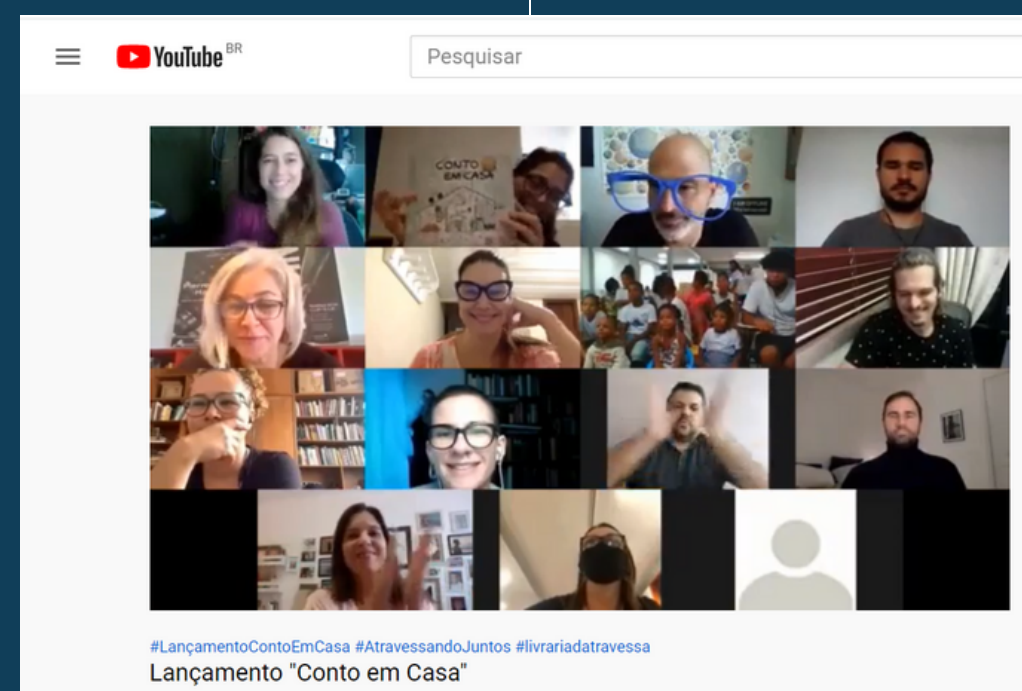 YouTube BR
Pesquisar
CONTO
EM CASA
#LançamentoContoEmCasa #AtravessandoJuntos #livrariadatravessa
Lançamento "Conto em Casa"